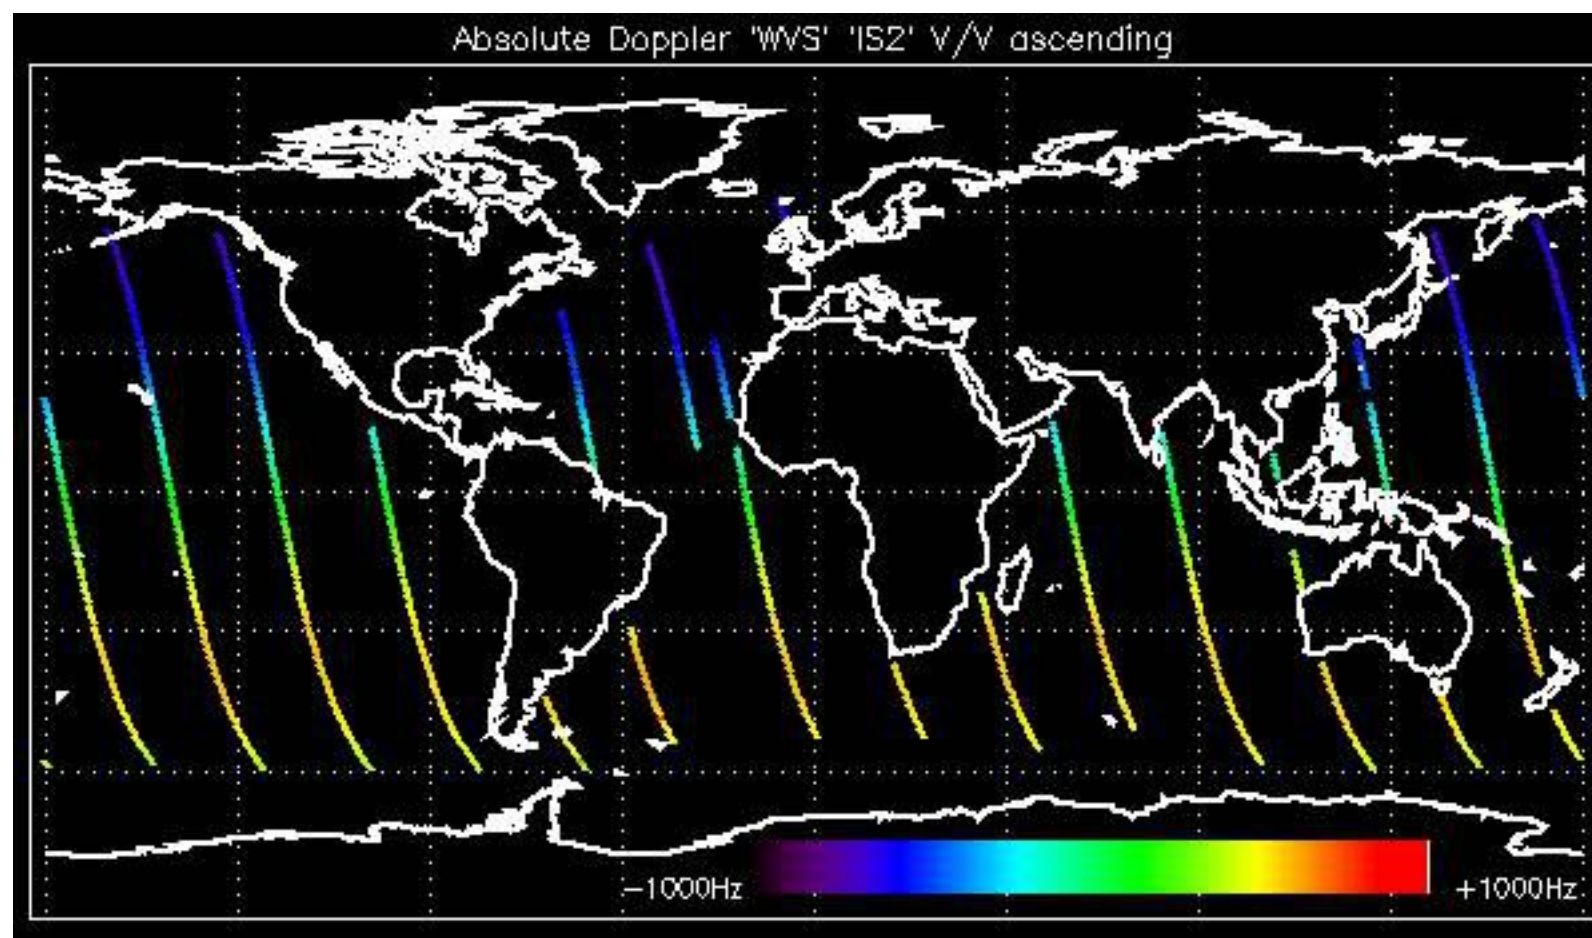 Absolute Doppler 'WVS' 'IS2' V/V ascending
-1000Hz
+1000Hz